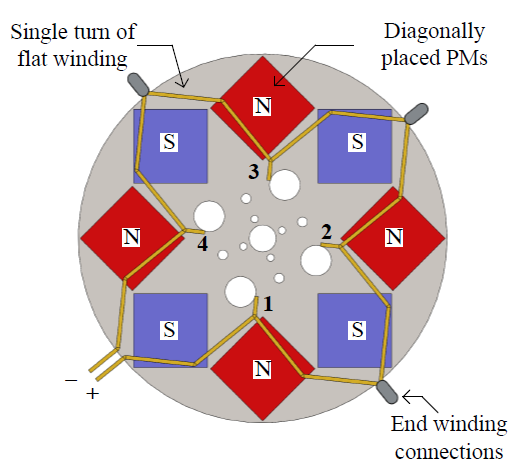 Single turn of
flat winding
Diagonally
placed PMs
N
S
S
3
N
4
2
N
1
S
S
N
−
+
End winding
connections